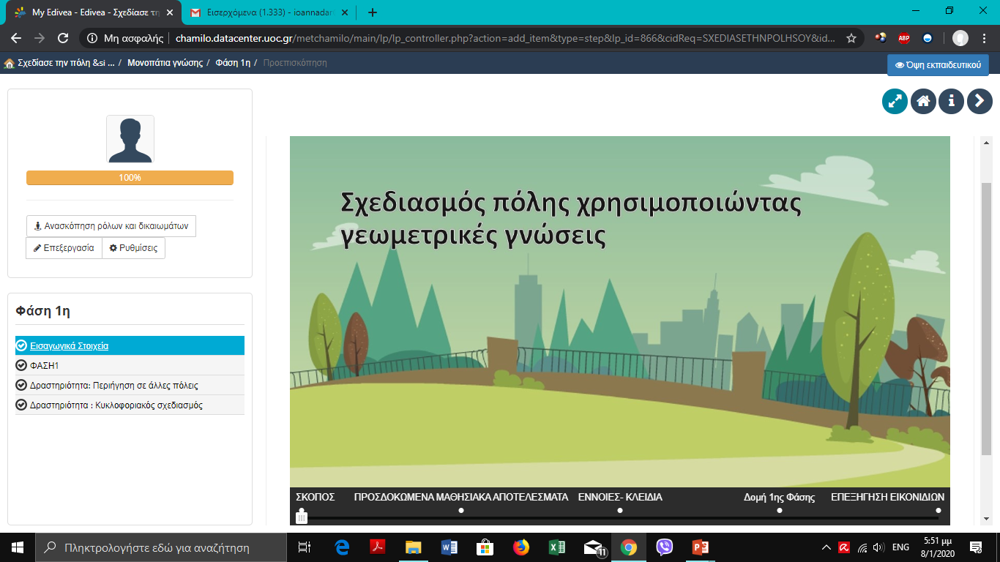 My Edivea - Edivea - Σχεδίασε τη
Εισερχόμενα (1.333) - ioannadar
Μη ασφαλής
chamilo.datacenter.uoc.gr/metchamilo/main/lp/lp_controller.php?action=add_item&type=step&lp_id=866&cidReq=SXEDIASETHNPOLHSOY&id...
ABP
Σχεδίασε την πόλη &si ... / Μονοπάτια γνώσης / Φάση 1η / Προεπισκόπηση
Όψη εκπαιδευτικού
100%
Ανασκόπηση ρόλων και δικαιωμάτων
Επεξεργασία
Ρυθμίσεις
Φάση 1η
Εισαγωγικά Στοιχεία
ΦΑΣΗ1
Δραστηριότητα: Περιήγηση σε άλλες πόλεις
Δραστηριότητα : Κυκλοφοριακός σχεδιασμός
Σχεδιασμός πόλης χρησιμοποιώντας
γεωμετρικές γνώσεις
ΣΚΟΠΟΣ ΠΡΟΣΔΟΚΩΜΕΝΑ ΜΑΘΗΣΙΑΚΑ ΑΠΟΤΕΛΕΣΜΑΤΑ ΕΝΝΟΙΕΣ- ΚΛΕΙΔΙΑ Δομή 1ης Φάσης ΕΠΕΞΗΓΗΣΗ ΕΙΚΟΝΙΔΙΩΝ
Πληκτρολογήστε εδώ για αναζήτηση
11
ENG
5:51 μμ
8/1/2020